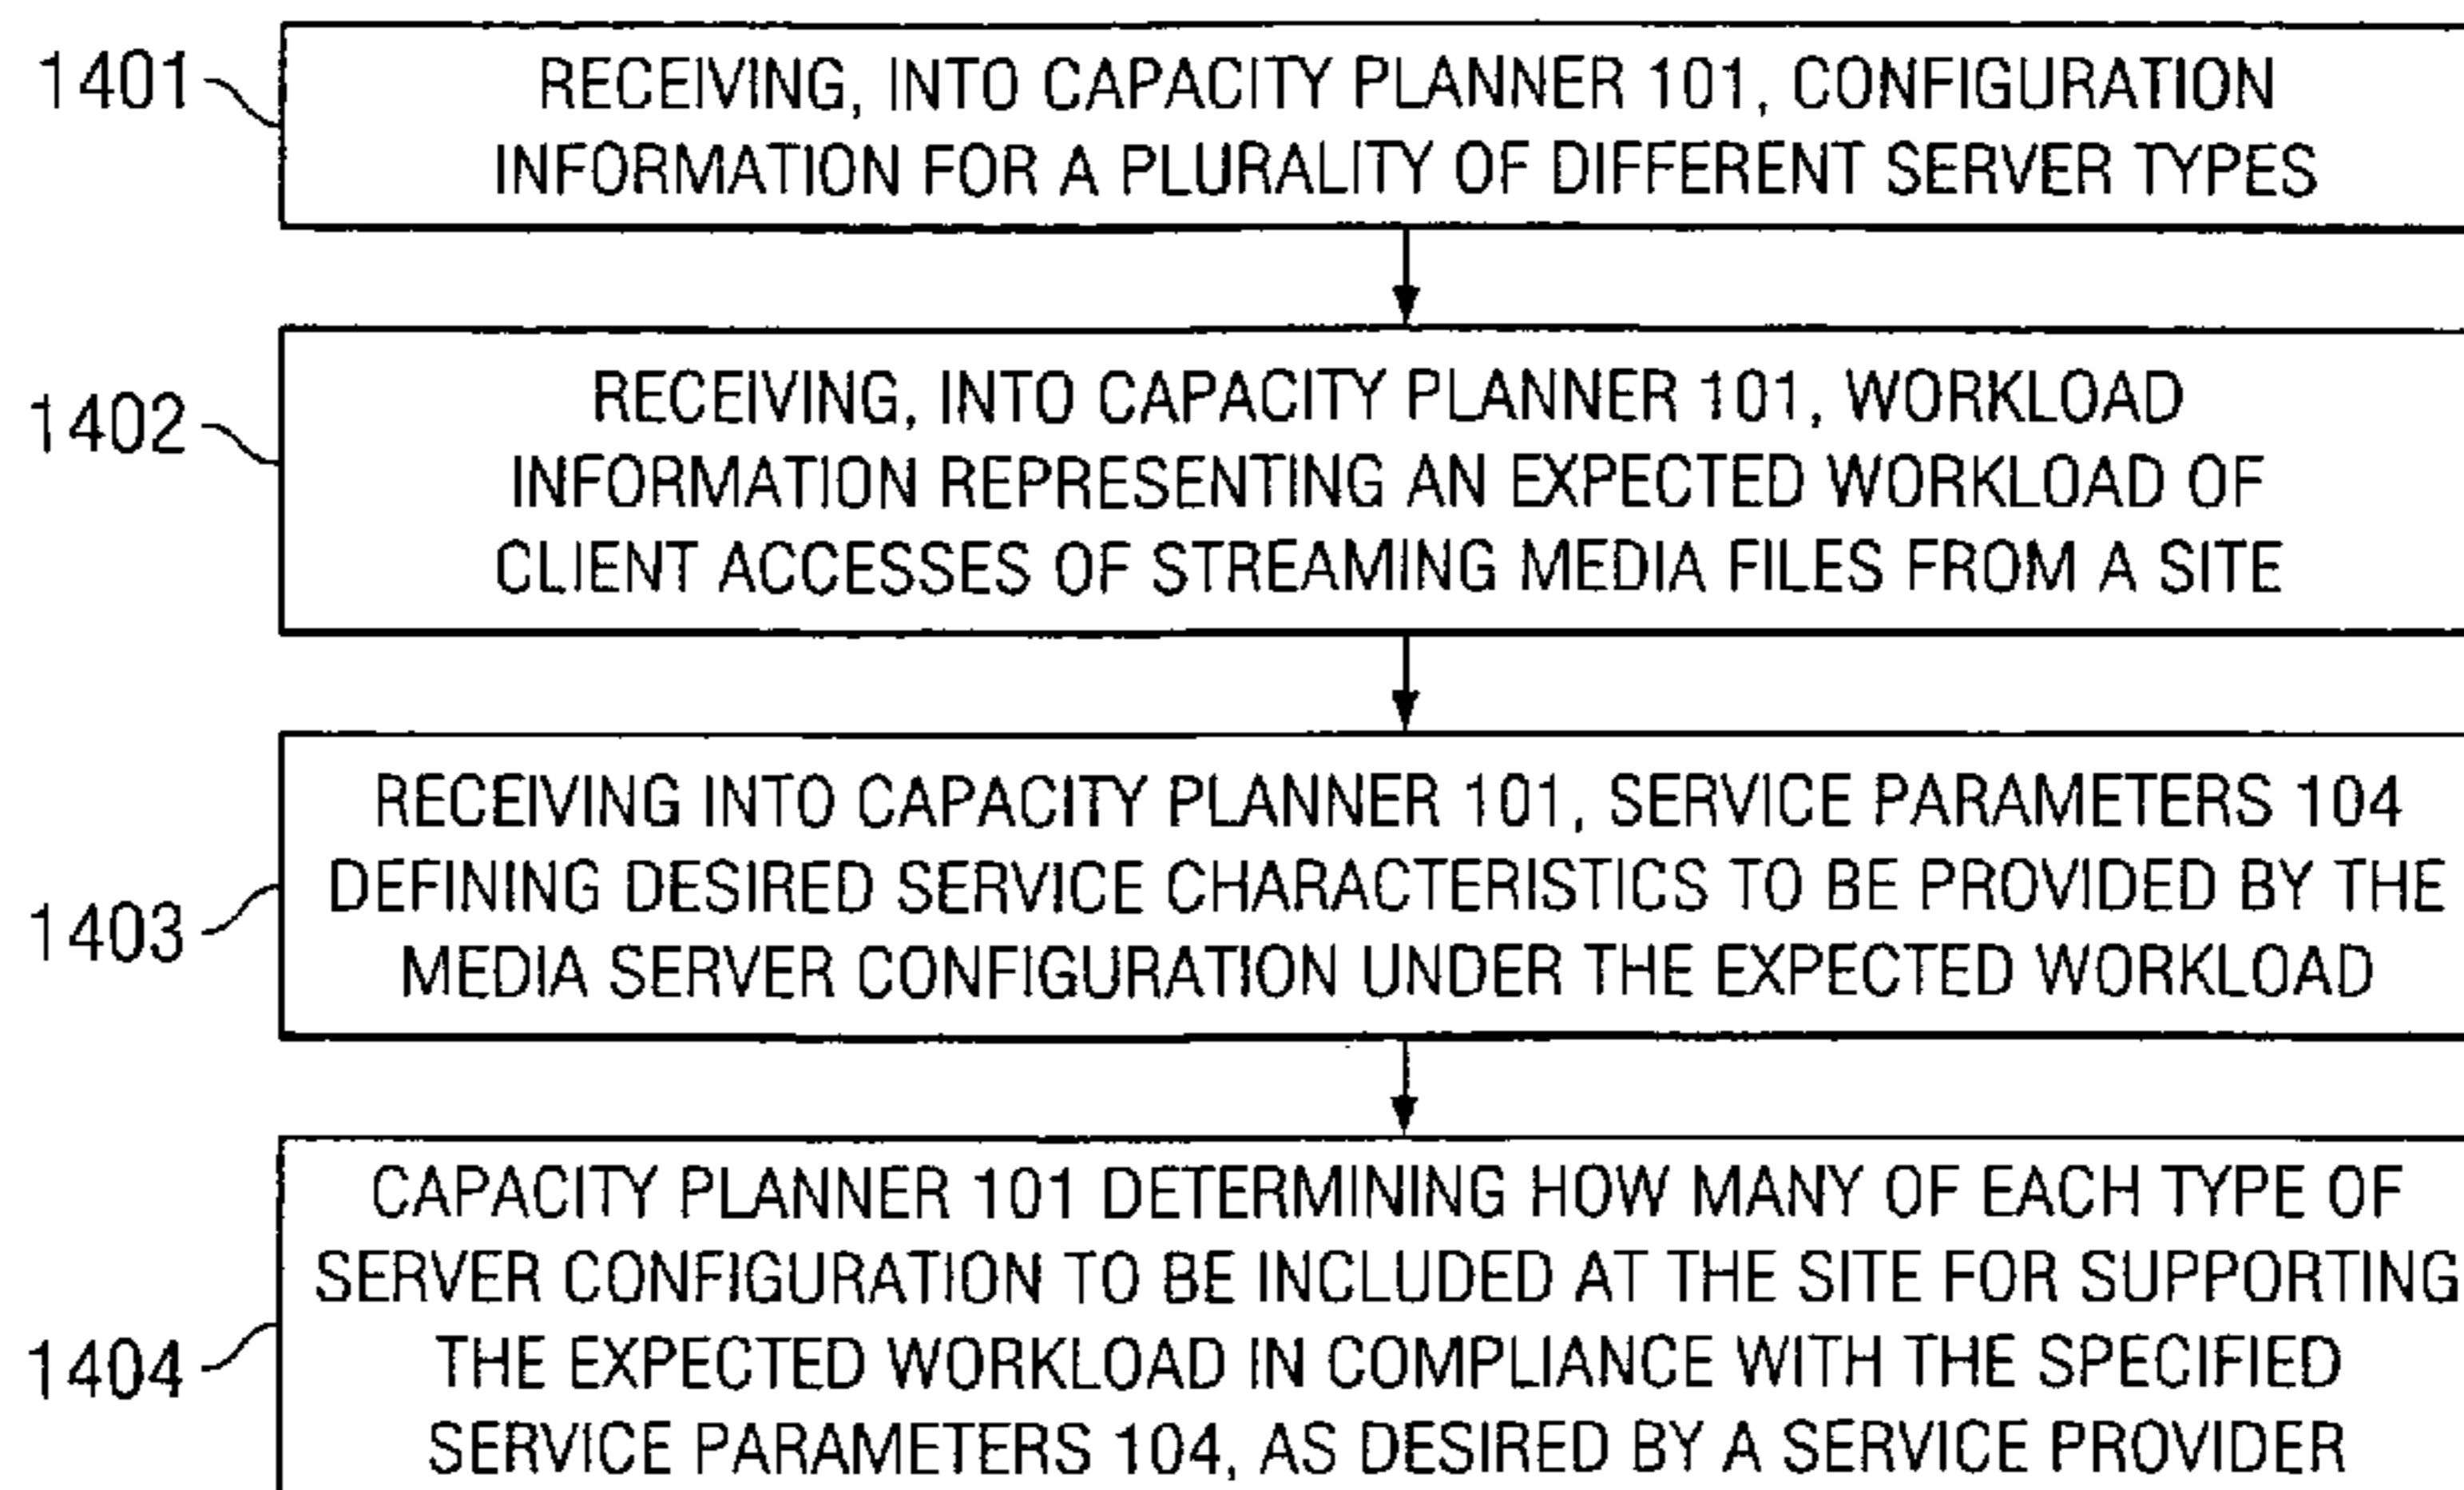 1401
RECEIVING, INTO CAPACITY PLANNER 101, CONFIGURATION
INFORMATION FOR A PLURALITY OF DIFFERENT SERVER TYPES
1402
RECEIVING, INTO CAPACITY PLANNER 101, WORKLOAD
INFORMATION REPRESENTING AN EXPECTED WORKLOAD OF
CLIENT ACCESSES OF STREAMING MEDIA FILES FROM A SITE
1403
RECEIVING INTO CAPACITY PLANNER 101, SERVICE PARAMETERS 104
DEFINING DESIRED SERVICE CHARACTERISTICS TO BE PROVIDED BY THE
MEDIA SERVER CONFIGURATION UNDER THE EXPECTED WORKLOAD
1404
CAPACITY PLANNER 101 DETERMINING HOW MANY OF EACH TYPE OF
SERVER CONFIGURATION TO BE INCLUDED AT THE SITE FOR SUPPORTING
THE EXPECTED WORKLOAD IN COMPLIANCE WITH THE SPECIFIED
SERVICE PARAMETERS 104, AS DESIRED BY A SERVICE PROVIDER